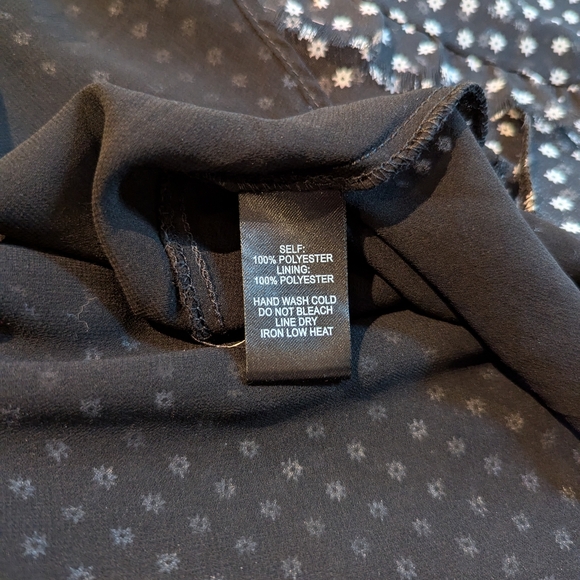 SELF:
100% POLYESTER
LINING:
100% POLYESTER
HAND WASH COLD
DO NOT BLEACH
LINE DRY
IRON LOW HEAT